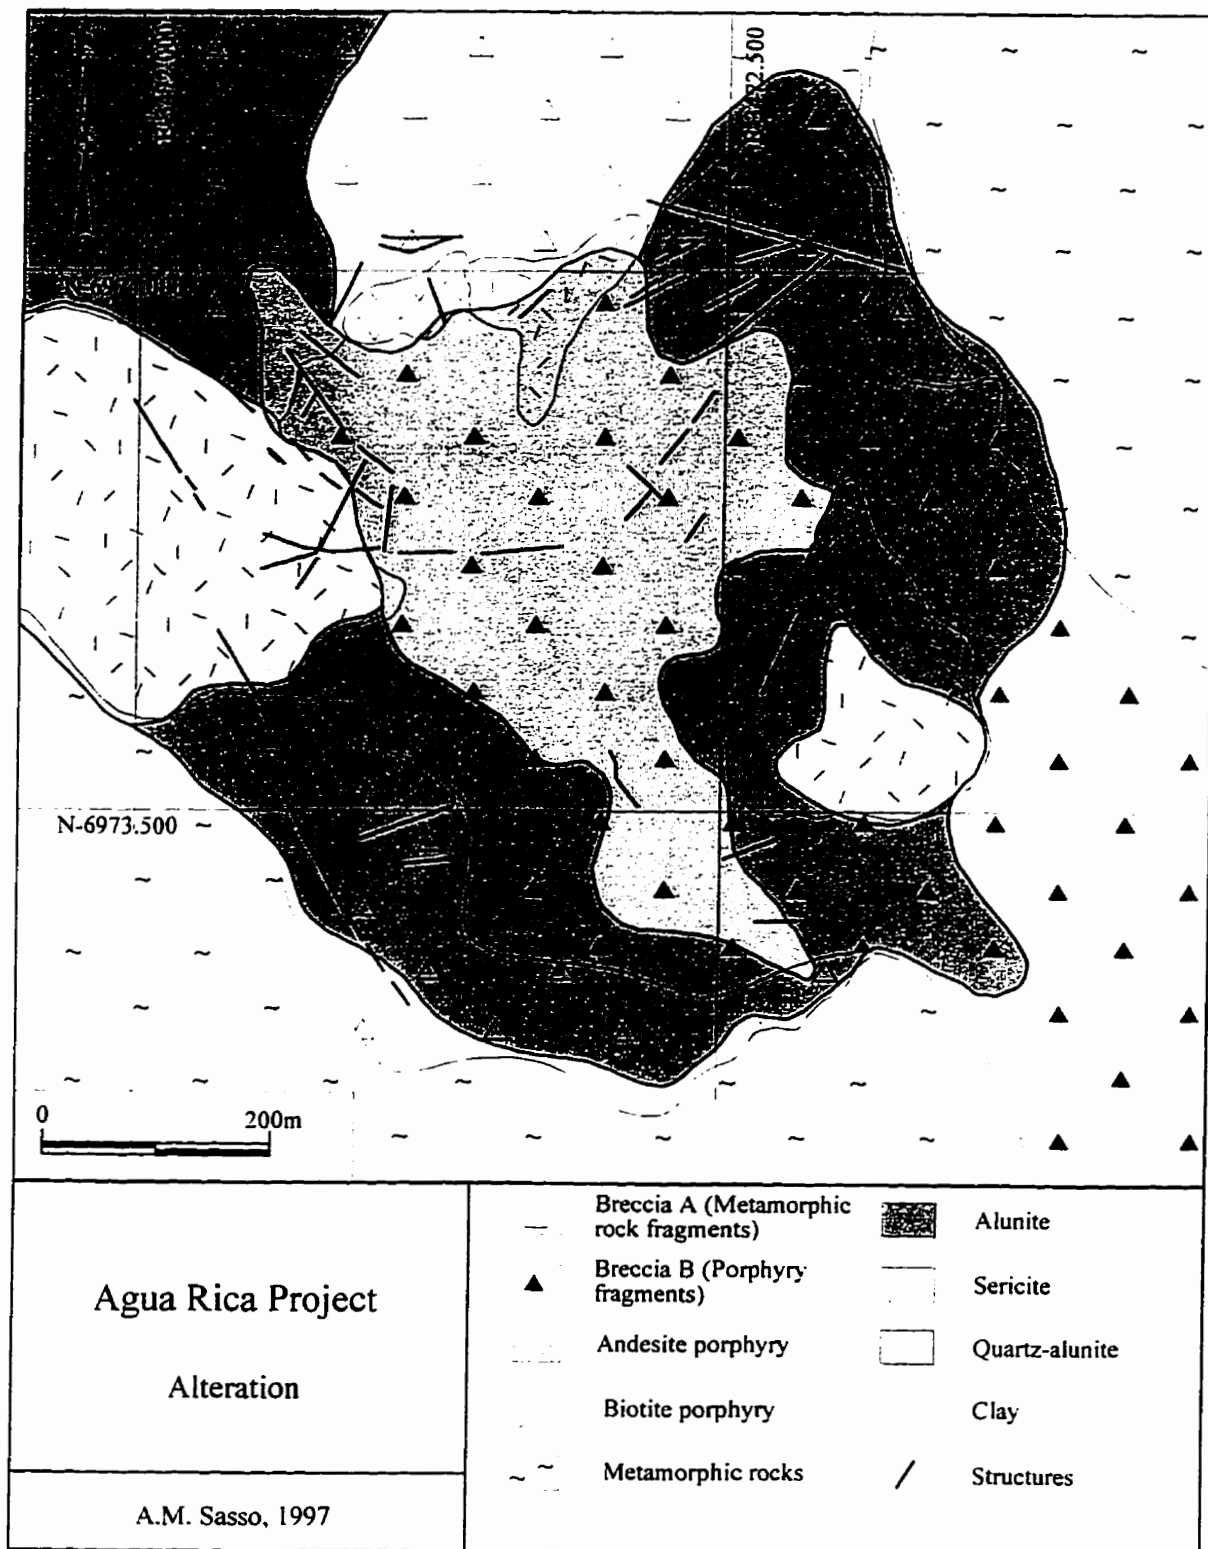 2.500
N-6973.500
0 200m
Agua Rica Project
Alteration
A.M. Sasso, 1997
Breccia A (Metamorphic
rock fragments)
Breccia B (Porphyry
fragments)
Andesite porphyry
Biotite porphyry
Metamorphic rocks
Alunite
Sericite
Quartz-alunite
Clay
Structures